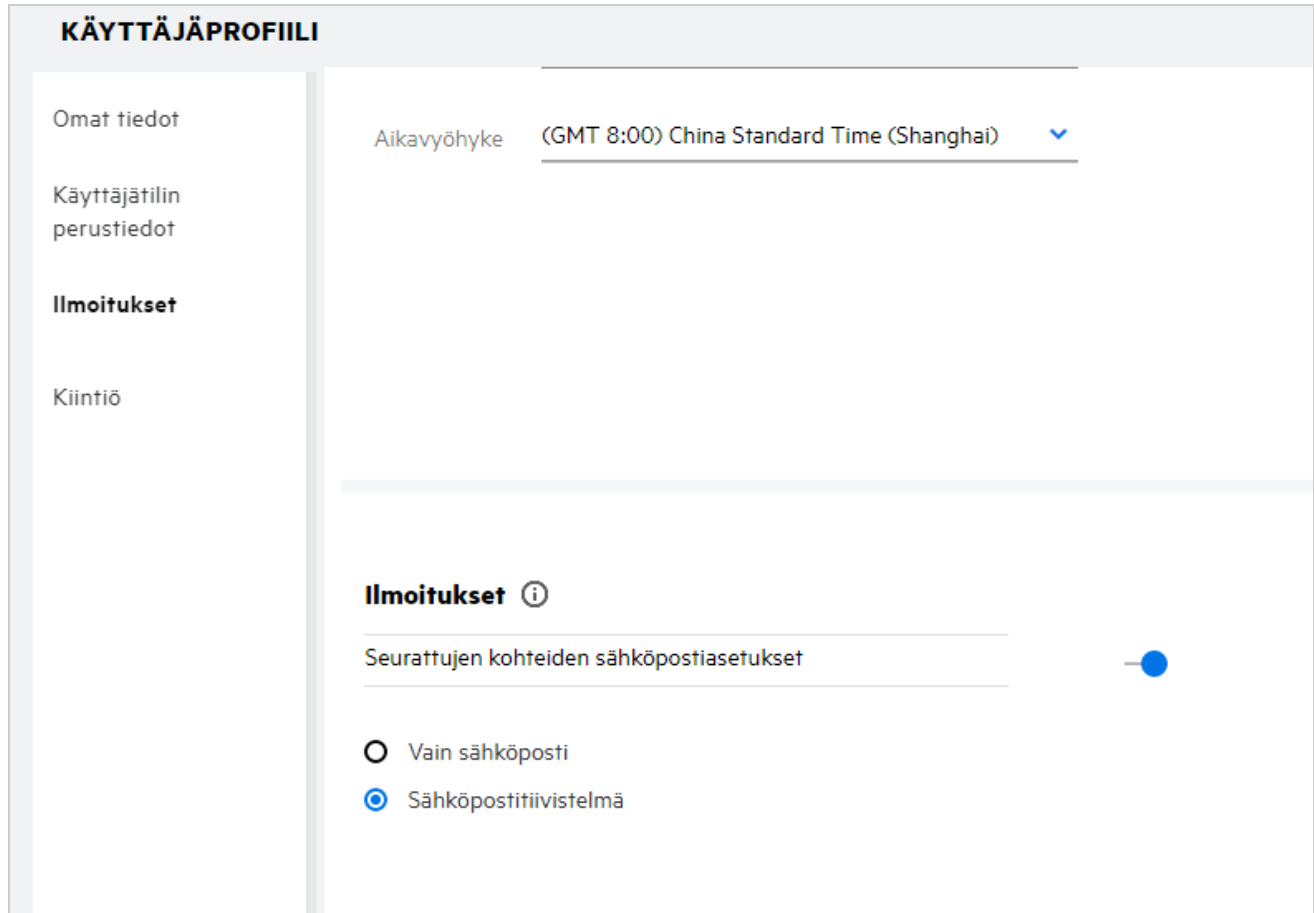 KÄYTTÄJÄPROFIILI
Omat tiedot
Käyttäjätilin
perustiedot
Ilmoitukset
Kiintiö
Aikavyöhyke (GMT 8:00) China Standard Time (Shanghai)
Ilmoitukset
Seurattujen kohteiden sähköpostiasetukset
Vain sähköposti
Sähköpostitiivistelmä